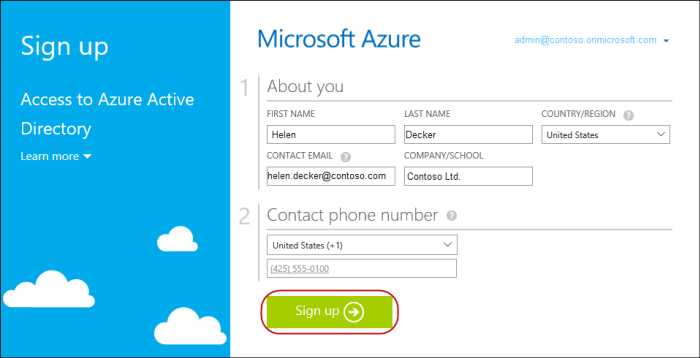 Sign up
Access to Azure Active
Directory
Learn more
Microsoft Azure
admin@contoso.onmicrosoft.com
1
About you
FIRST NAME
LAST NAME
COUNTRY/REGION ?
Helen
Decker
United States
CONTACT EMAIL ?
COMPANY/SCHOOL
helen.decker@contoso.com
Contoso Ltd.
2
Contact phone number ?
United States (+1)
(425) 555-0100
Sign up